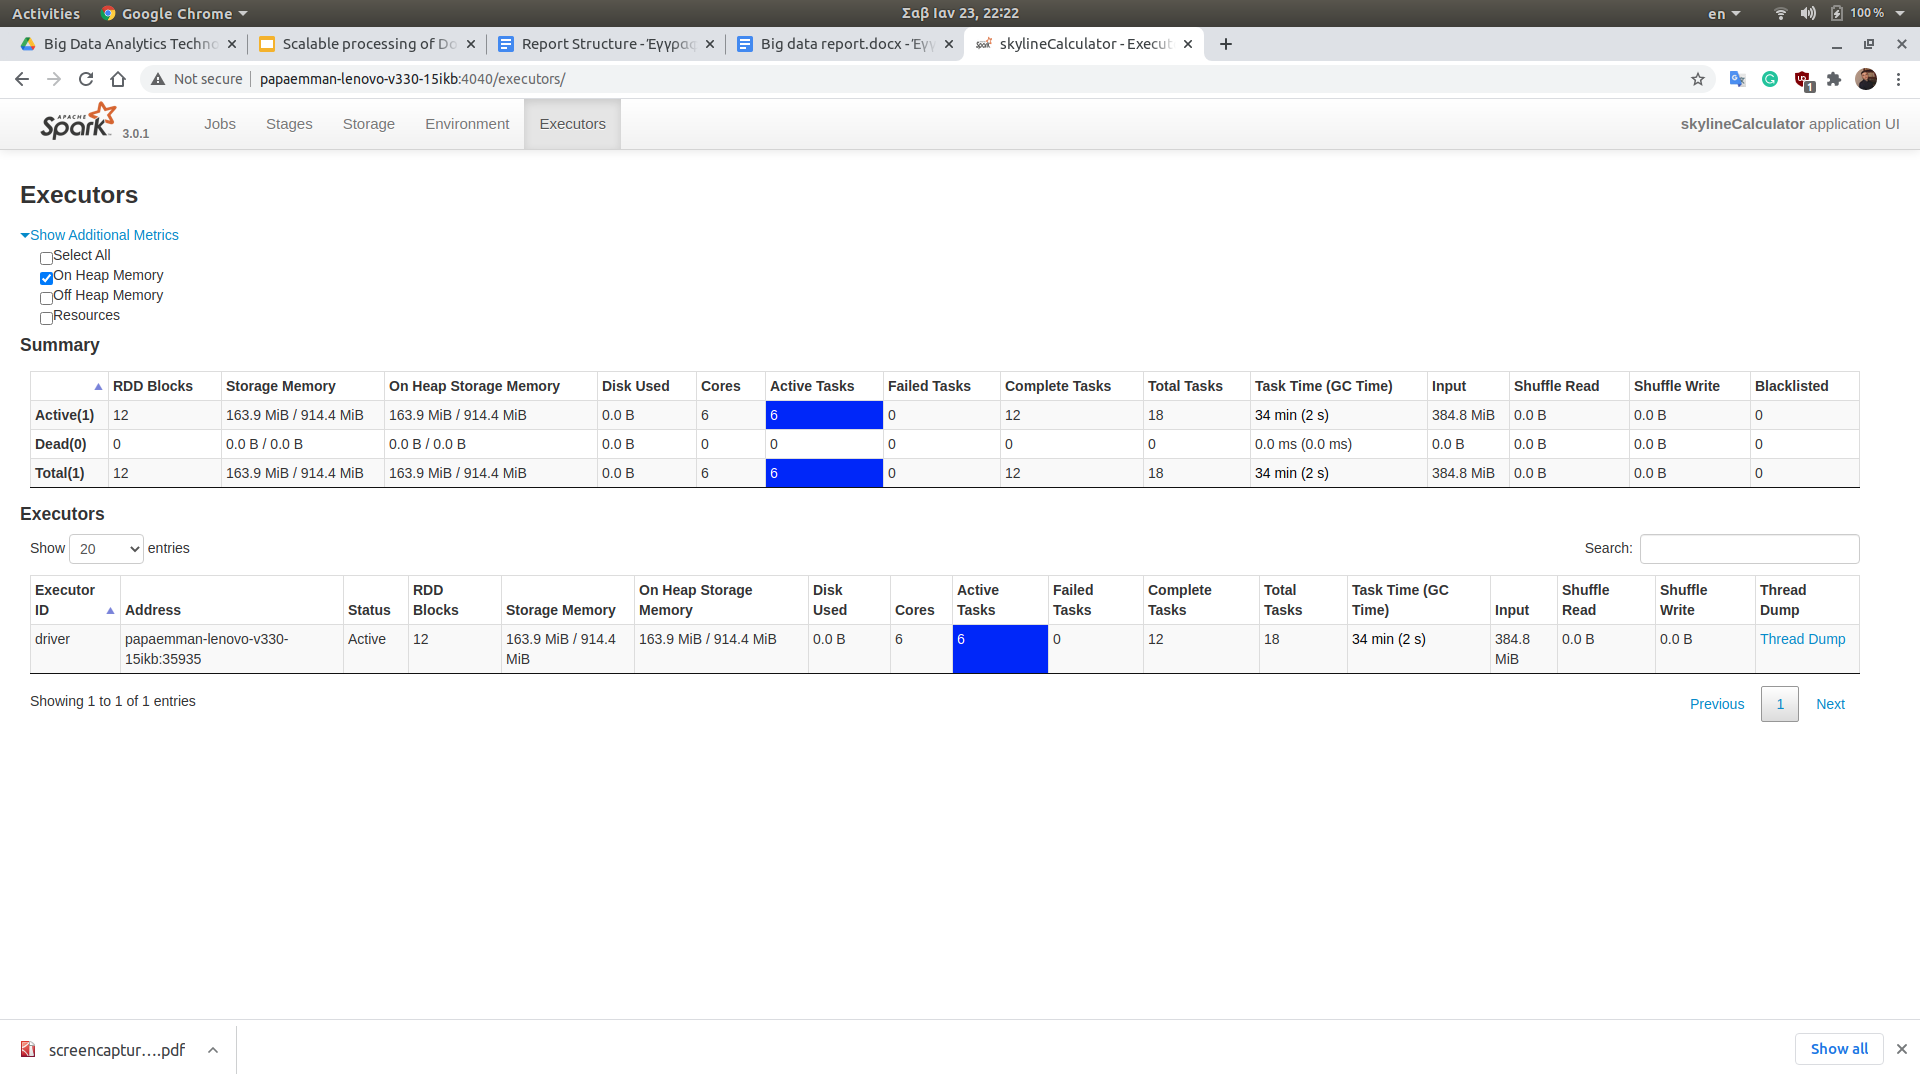 Activities Google Chrome Σαβ Ιαν 23, 22:22 en 100 %
Big Data Analytics Techno Scalable processing of Do Report Structure - Έγγρας Big data report.docx - Έγγ skylineCalculator - Execut
Not secure papaemman-lenovo-v330-15ikb:4040/executors/ 1
APACHE Spark 3.0.1 Jobs Stages Storage Environment Executors skylineCalculator application UI
Executors
Show Additional Metrics
Select All
On Heap Memory
Off Heap Memory
Resources
Summary
RDD Blocks Storage Memory On Heap Storage Memory Disk Used Cores Active Tasks Failed Tasks Complete Tasks Total Tasks Task Time (GC Time) Input Shuffle Read Shuffle Write Blacklisted
Active(1) 12 163.9 MiB / 914.4 MiB 163.9 MiB / 914.4 MiB 0.0 B 6 6 0 12 18 34 min (2 s) 384.8 MiB 0.0 B 0.0 B 0
Dead(0) 0 0.0 B / 0.0 B 0.0 B / 0.0 B 0.0 B 0 0 0 0 0 0.0 ms (0.0 ms) 0.0 B 0.0 B 0.0 B 0
Total(1) 12 163.9 MiB / 914.4 MiB 163.9 MiB / 914.4 MiB 0.0 B 6 6 0 12 18 34 min (2 s) 384.8 MiB 0.0 B 0.0 B 0
Executors
Show 20 entries Search:
Executor RDD On Heap Storage Disk Active Failed Complete Total Task Time (GC Shuffle Shuffle Thread
ID Address Status Blocks Storage Memory Memory Used Cores Tasks Tasks Tasks Tasks Time) Input Read Write Dump
driver papaemman-lenovo-v330- Active 12 163.9 MiB / 914.4 163.9 MiB / 914.4 MiB 0.0 B 6 6 0 12 18 34 min (2 s) 384.8 0.0 B 0.0 B Thread Dump
15ikb:35935 MiB MiB
Showing 1 to 1 of 1 entries
Previous 1 Next
screencaptur....pdf Show all